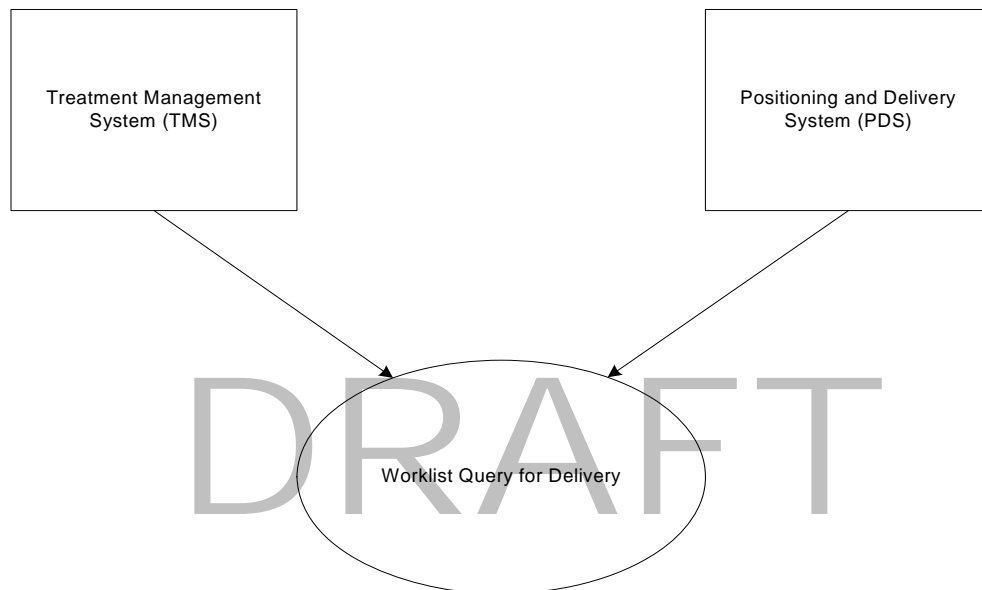 Treatment Management
System (TMS)
Positioning and Delivery
System (PDS)
Worklist Query for Delivery
DRAFT